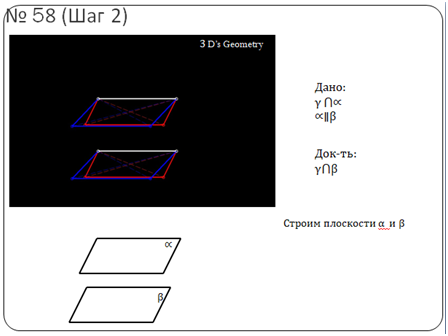 № 58 (Шаг 2)
3 D's Geometry
Дано:
γ ⋂∝
∝∥β
Док-ть:
γ⋂β
Строим плоскости α и β
∝
β